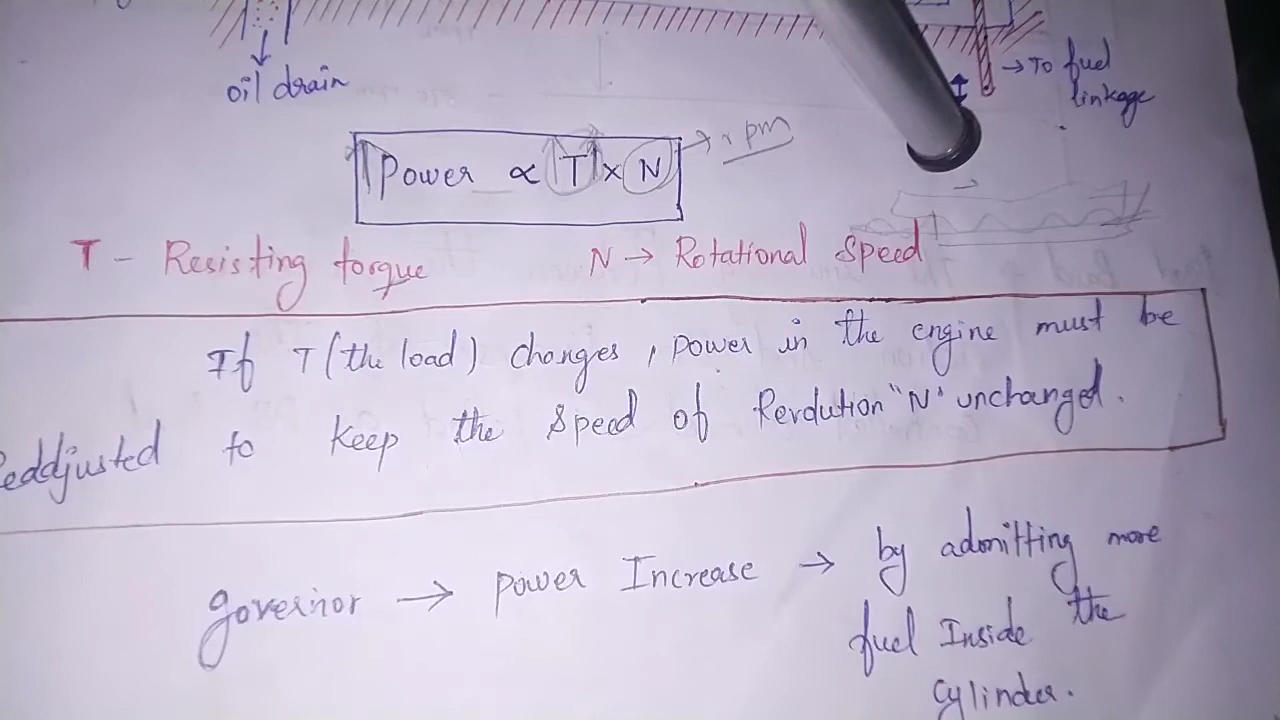 oil drain
→ To fuel
linkage
Power ∝ T × N → rpm
T - Resisting torque
N → Rotational Speed
If T (the load) changes, power in the engine must be
Readjusted to keep the speed of Revolution "N" unchanged.
governor → power Increase → by admitting more
fuel Inside the
cylinder.